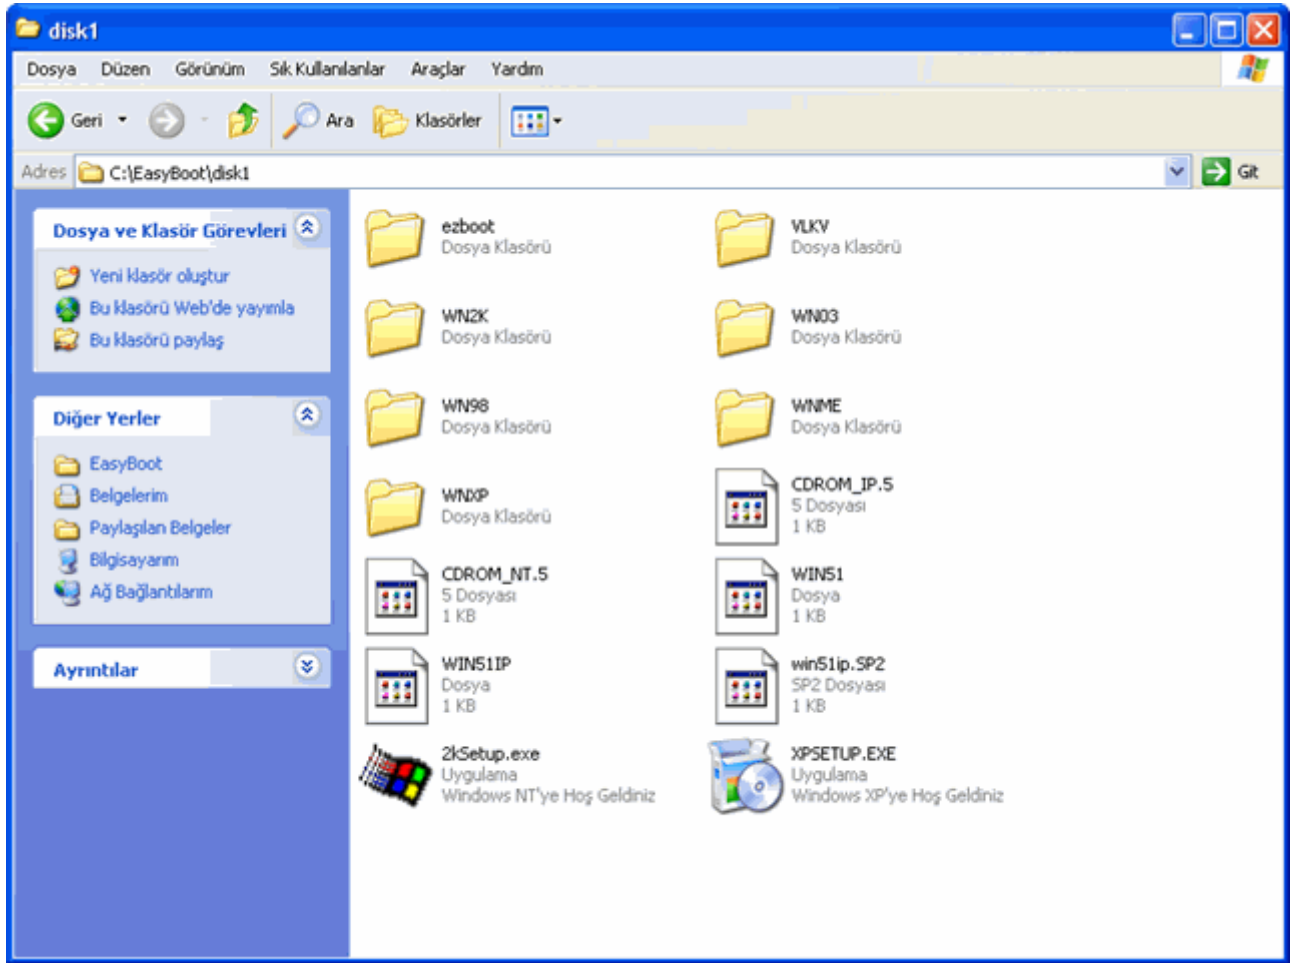 disk1
Dosya Düzen Görünüm Sık Kullanılanlar Araçlar Yardım
Geri Ara Klasörler
Adres C:\EasyBoot\disk1 Git
Dosya ve Klasör Görevleri
Yeni klasör oluştur
Bu klasörü Web'de yayımla
Bu klasörü paylaş
Diğer Yerler
EasyBoot
Belgelerim
Paylaşılan Belgeler
Bilgisayarım
Ağ Bağlantılarım
Ayrıntılar
ezboot
Dosya Klasörü
VLKV
Dosya Klasörü
WN2K
Dosya Klasörü
WN03
Dosya Klasörü
WN98
Dosya Klasörü
WNME
Dosya Klasörü
WNXP
Dosya Klasörü
CDROM_IP.5
5 Dosyası
1 KB
CDROM_NT.5
5 Dosyası
1 KB
WIN51
Dosya
1 KB
WIN51IP
Dosya
1 KB
win51ip.SP2
SP2 Dosyası
1 KB
2kSetup.exe
Uygulama
Windows NT'ye Hoş Geldiniz
XPSETUP.EXE
Uygulama
Windows XP'ye Hoş Geldiniz